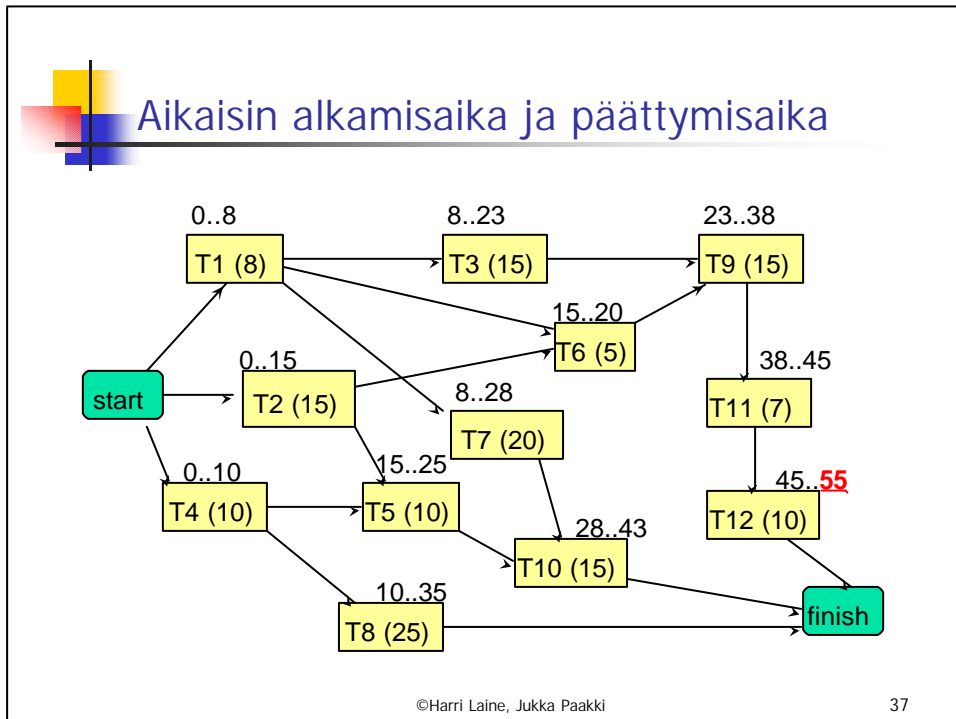 Aikaisin alkamisaika ja päättymisaika
0..8
8..23
23..38
T1 (8)
T3 (15)
T9 (15)
15..20
T6 (5)
0..15
38..45
start
T2 (15)
8..28
T11 (7)
T7 (20)
15..25
0..10
45..55
T4 (10)
T5 (10)
T12 (10)
28..43
T10 (15)
10..35
finish
T8 (25)
©Harri Laine, Jukka Paakki
37